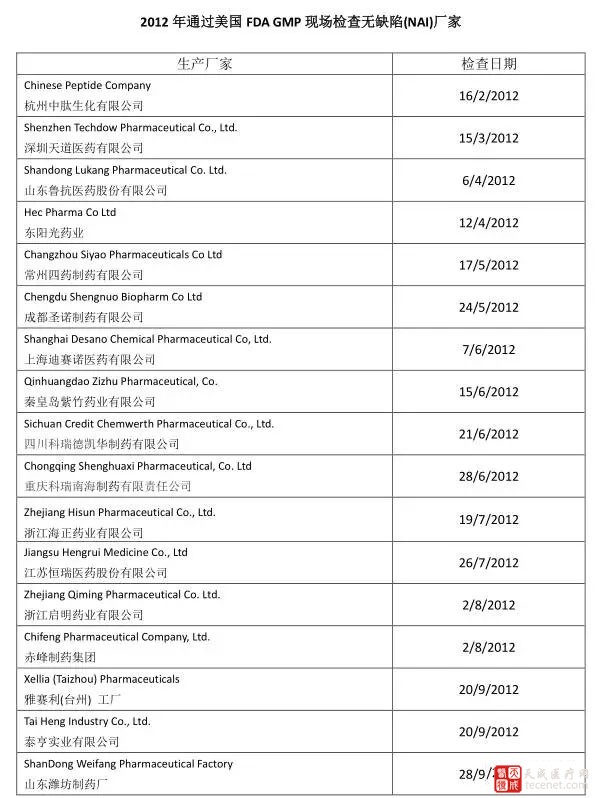 2012 年通过美国 FDA GMP 现场检查无缺陷(NAI)厂家
生产厂家 检查日期
Chinese Peptide Company
杭州中肽生化有限公司
16/2/2012
Shenzhen Techdow Pharmaceutical Co., Ltd.
深圳天道医药有限公司
15/3/2012
Shandong Lukang Pharmaceutical Co. Ltd.
山东鲁抗医药股份有限公司
6/4/2012
Hec Pharma Co Ltd
东阳光药业
12/4/2012
Changzhou Siyao Pharmaceuticals Co Ltd
常州四药制药有限公司
17/5/2012
Chengdu Shengnuo Biopharm Co Ltd
成都圣诺制药有限公司
24/5/2012
Shanghai Desano Chemical Pharmaceutical Co, Ltd.
上海迪赛诺医药有限公司
7/6/2012
Qinhuangdao Zizhu Pharmaceutical, Co.
秦皇岛紫竹药业有限公司
15/6/2012
Sichuan Credit Chemwerth Pharmaceutical Co., Ltd.
四川科瑞德凯华制药有限公司
21/6/2012
Chongqing Shenghuaxi Pharmaceutical, Co. Ltd
重庆科瑞南海制药有限责任公司
28/6/2012
Zhejiang Hisun Pharmaceutical Co., Ltd.
浙江海正药业有限公司
19/7/2012
Jiangsu Hengrui Medicine Co., Ltd
江苏恒瑞医药股份有限公司
26/7/2012
Zhejiang Qiming Pharmaceutical Co. Ltd.
浙江启明药业有限公司
2/8/2012
Chifeng Pharmaceutical Company, Ltd.
赤峰制药集团
2/8/2012
Xellia (Taizhou) Pharmaceuticals
雅赛利(台州) 工厂
20/9/2012
Tai Heng Industry Co., Ltd.
泰亨实业有限公司
20/9/2012
ShanDong Weifang Pharmaceutical Factory
山东潍坊制药厂
28/9/
天成医疗网
tecenet.com